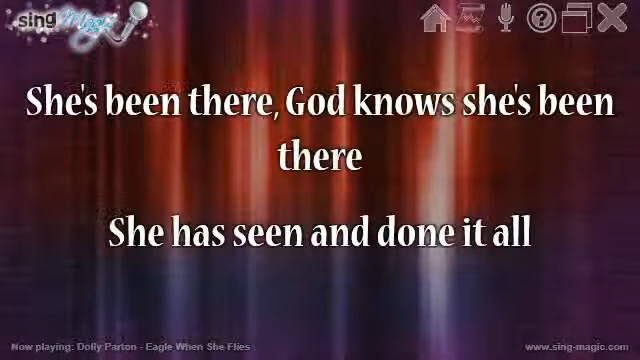 sing Magic
She's been there, God knows she's been
there
She has seen and done it all
Now playing: Dolly Parton - Eagle When She Flies
www.sing-magic.com